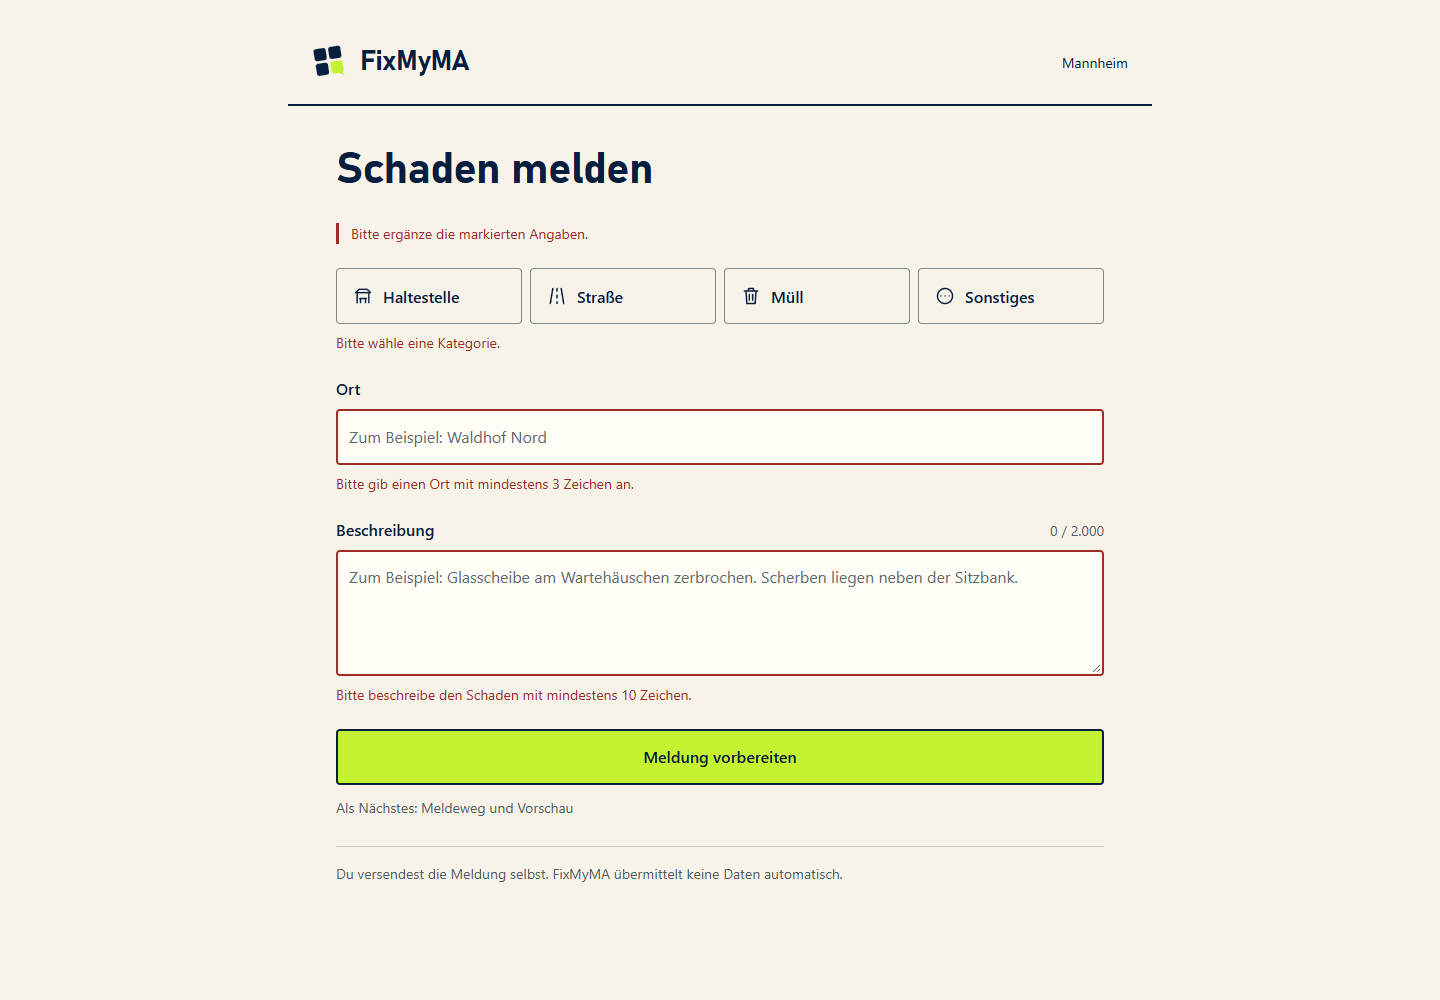 FixMyMA
Mannheim
Schaden melden
Bitte ergänze die markierten Angaben.
Haltestelle
Straße
Müll
Sonstiges
Bitte wähle eine Kategorie.
Ort
Zum Beispiel: Waldhof Nord
Bitte gib einen Ort mit mindestens 3 Zeichen an.
Beschreibung
0 / 2.000
Zum Beispiel: Glasscheibe am Wartehäuschen zerbrochen. Scherben liegen neben der Sitzbank.
Bitte beschreibe den Schaden mit mindestens 10 Zeichen.
Meldung vorbereiten
Als Nächstes: Meldeweg und Vorschau
Du versendest die Meldung selbst. FixMyMA übermittelt keine Daten automatisch.